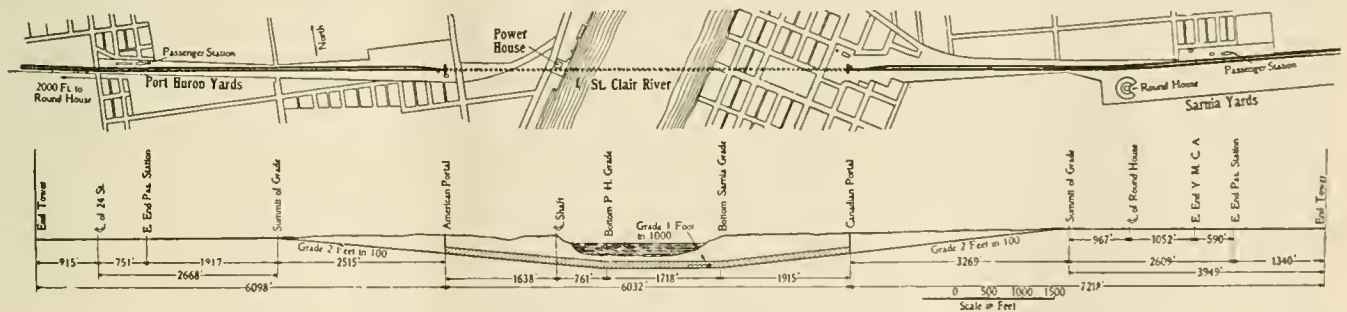 Passenger Station
North
Power
House
2000 Ft. to
Round House
Port Huron Yards
St. Clair River
Round House
Passenger Station
Sarnia Yards
End Tower
℄ of 24 St.
E. End Pas. Station
Summit of Grade
American Portal
℄ Shaft
Bottom P. H. Grade
Bottom Sarnia Grade
Canadian Portal
Summit of Grade
℄ of Round House
E. End Y. M. C. A
E. End Pas. Station
End Tower
Grade 1 Foot
in 1000
Grade 2 Feet in 100
Grade 2 Feet in 100
915' 751' 1917 2515' 3269' 967' 1052' 590'
2668' 1638' 761' 1718' 1915' 2609' 1340'
3949'
6098' 6032' 7218'
0 500 1000 1500
Scale in Feet